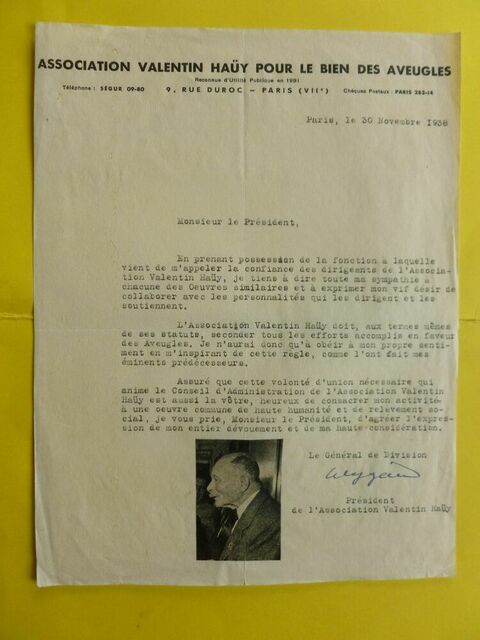 ASSOCIATION VALENTIN HAÜY POUR LE BIEN DES AVEUGLES
Reconnue d'Utilité Publique en 1891
Téléphone : SÉGUR 09-80 9, RUE DUROC - PARIS (VIIe) Chèques Postaux : PARIS 263-14
Paris, le 30 Novembre 1938
Monsieur le Président,
En prenant possession de la fonction à laquelle
vient de m'appeler la confiance des dirigeants de l'Associa-
tion Valentin Haüy, je tiens à dire toute ma sympathie à
chacune des Oeuvres similaires et à exprimer mon vif désir de
collaborer avec les personnalités qui les dirigent et les
soutiennent.
L'Association Valentin Haüy doit, aux termes mêmes
de ses statuts, seconder tous les efforts accomplis en faveur
des Aveugles. Je n'aurai donc qu'à obéir à mon propre senti-
ment en m'inspirant de cette règle, comme l'ont fait mes
éminents prédécesseurs.
Assuré que cette volonté d'union nécessaire qui
anime le Conseil d'Administration de l'Association Valentin
Haüy est aussi la vôtre, heureux de consacrer mon activité
à une oeuvre commune de haute humanité et de relèvement so-
cial, je vous prie, Monsieur le Président, d'agréer l'expres-
sion de mon entier dévouement et de ma haute considération.
Le Général de Division
Weygand
Président
de l'Association Valentin Haüy